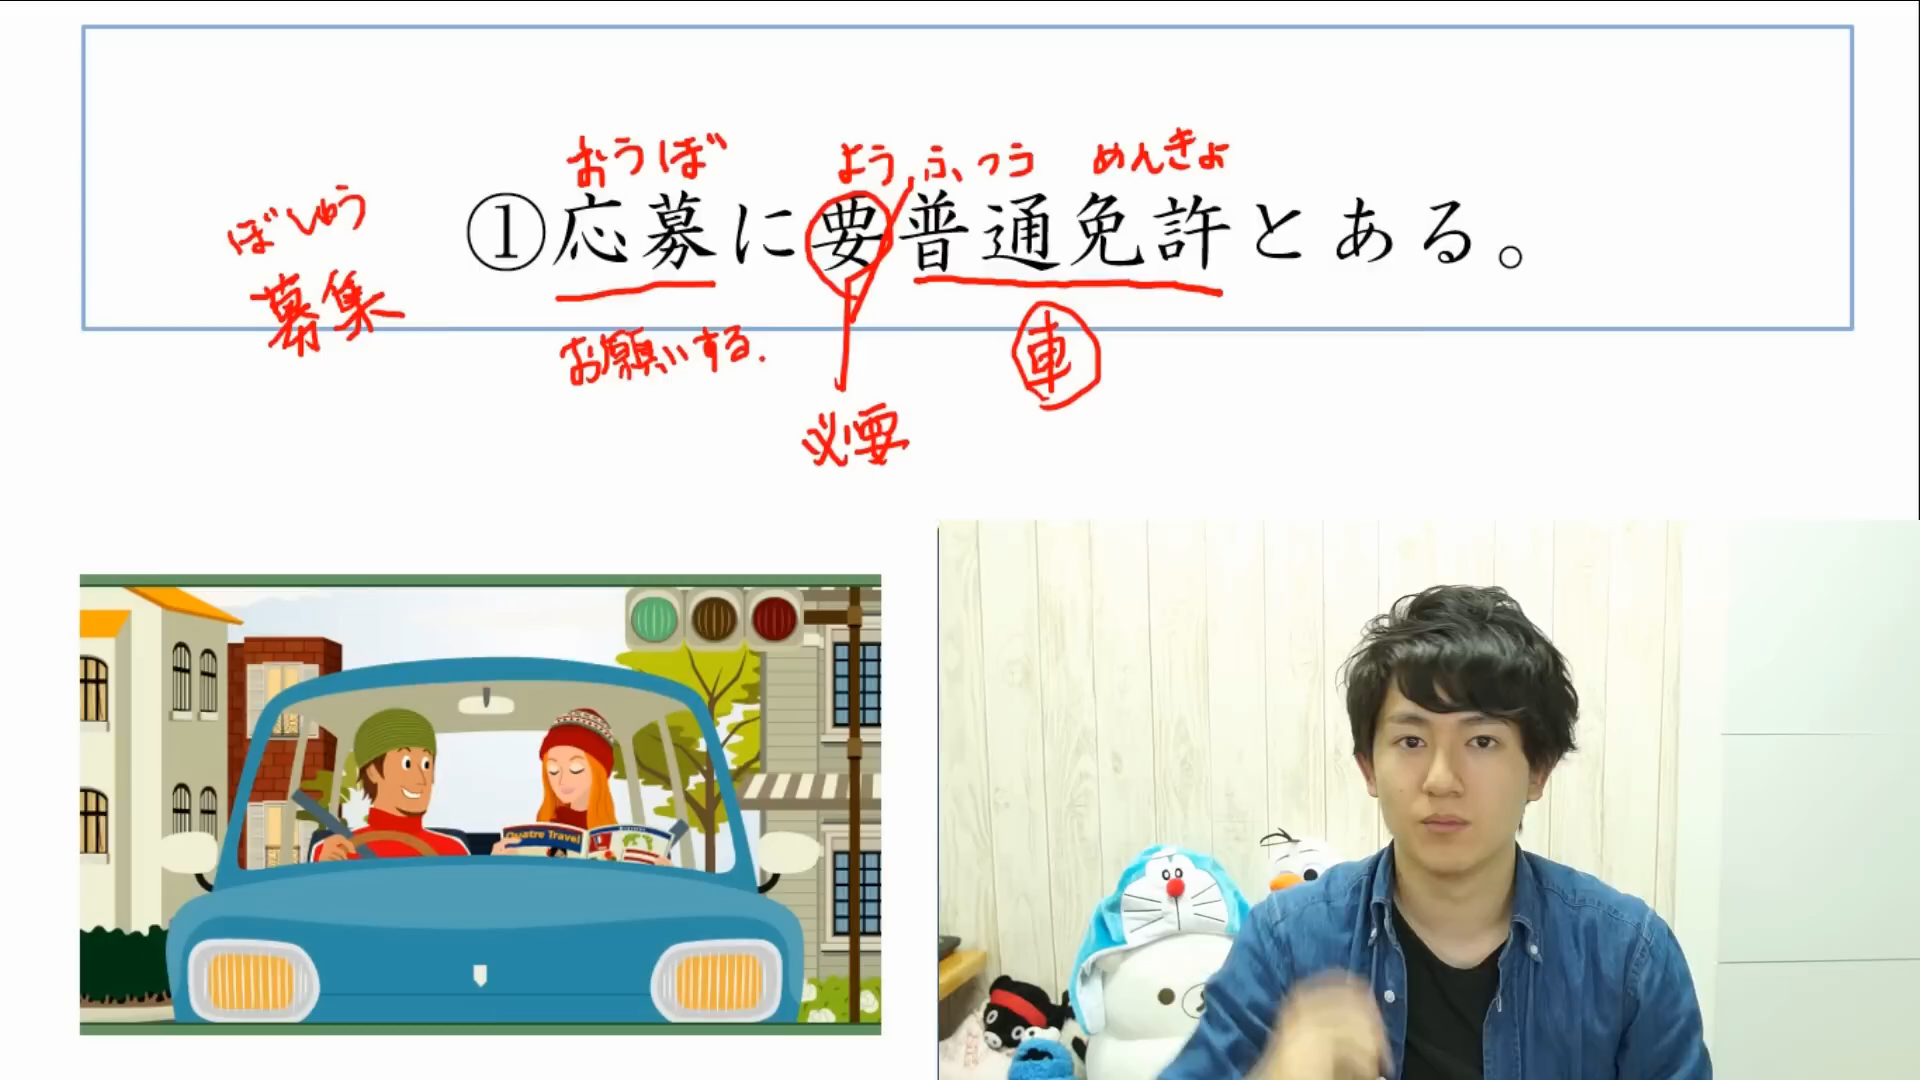 おうぼ よう ふつう めんきょ
ぼしゅう
①応募に要普通免許とある。
募集
お願いする.
車
必要
Quatre Travel